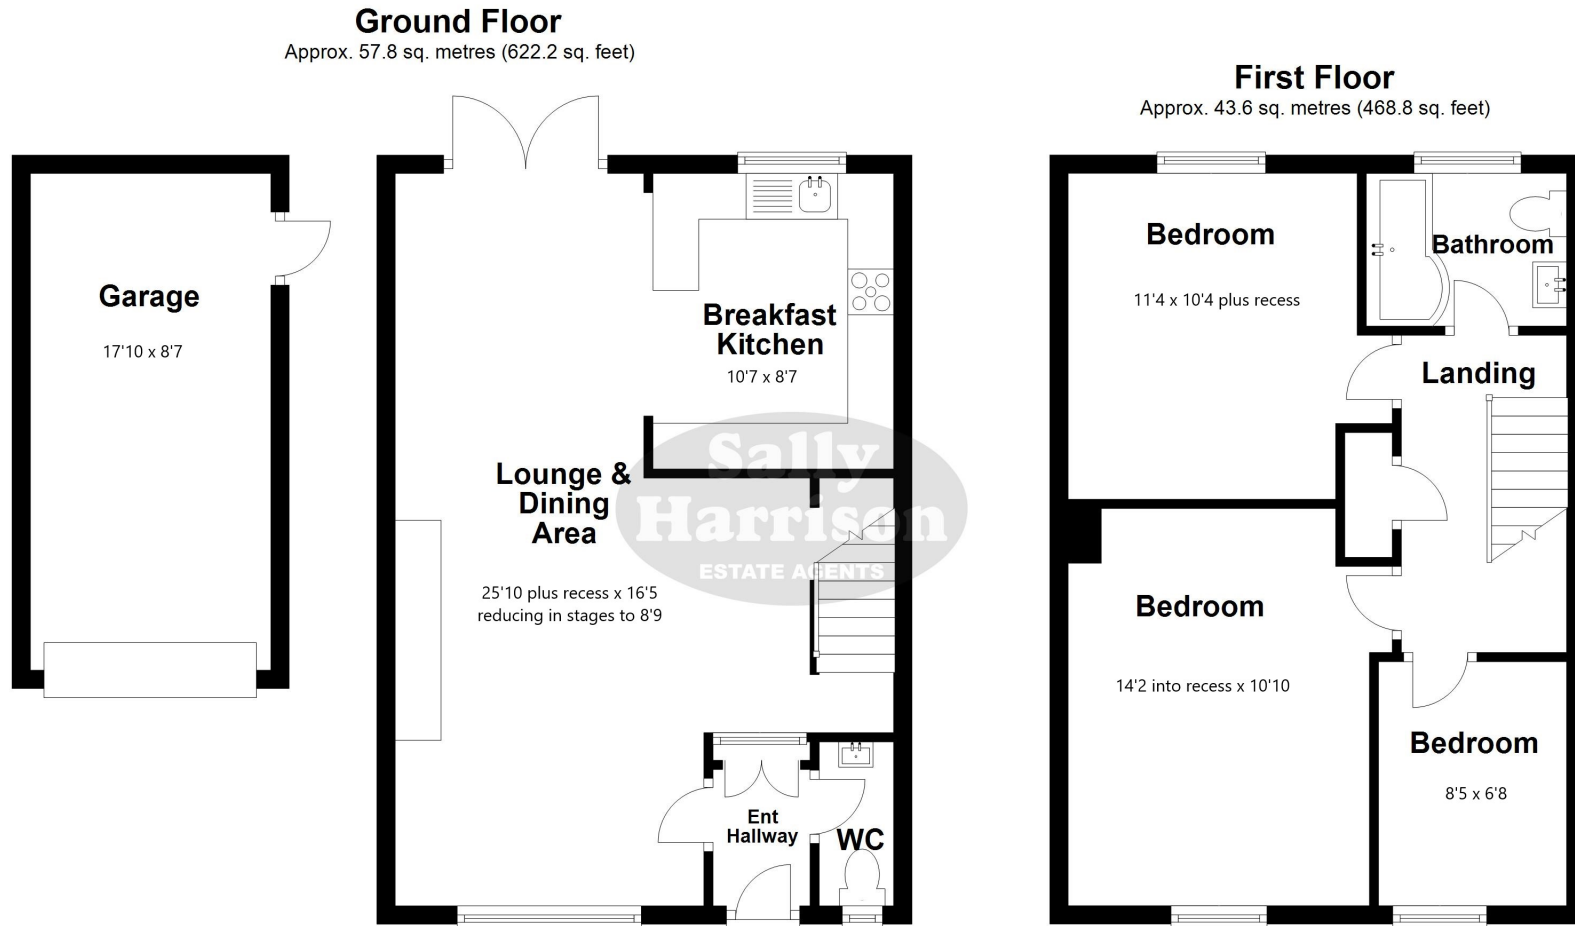 Ground Floor
Approx. 57.8 sq. metres (622.2 sq. feet)
First Floor
Approx. 43.6 sq. metres (468.8 sq. feet)
Garage
17'10 x 8'7
Breakfast
Kitchen
10'7 x 8'7
Lounge &
Dining
Area
25'10 plus recess x 16'5
reducing in stages to 8'9
Ent
Hallway
WC
Sally
Harrison
ESTATE AGENTS
Bedroom
11'4 x 10'4 plus recess
Bathroom
Landing
Bedroom
14'2 into recess x 10'10
Bedroom
8'5 x 6'8